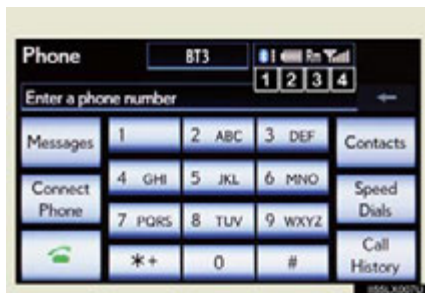 Phone BT3 Rm
1 2 3 4
Enter a phone number
Messages 1 2 ABC 3 DEF Contacts
Connect Phone 4 GHI 5 JKL 6 MNO Speed Dials
7 PQRS 8 TUV 9 WXYZ
*+ 0 # Call History